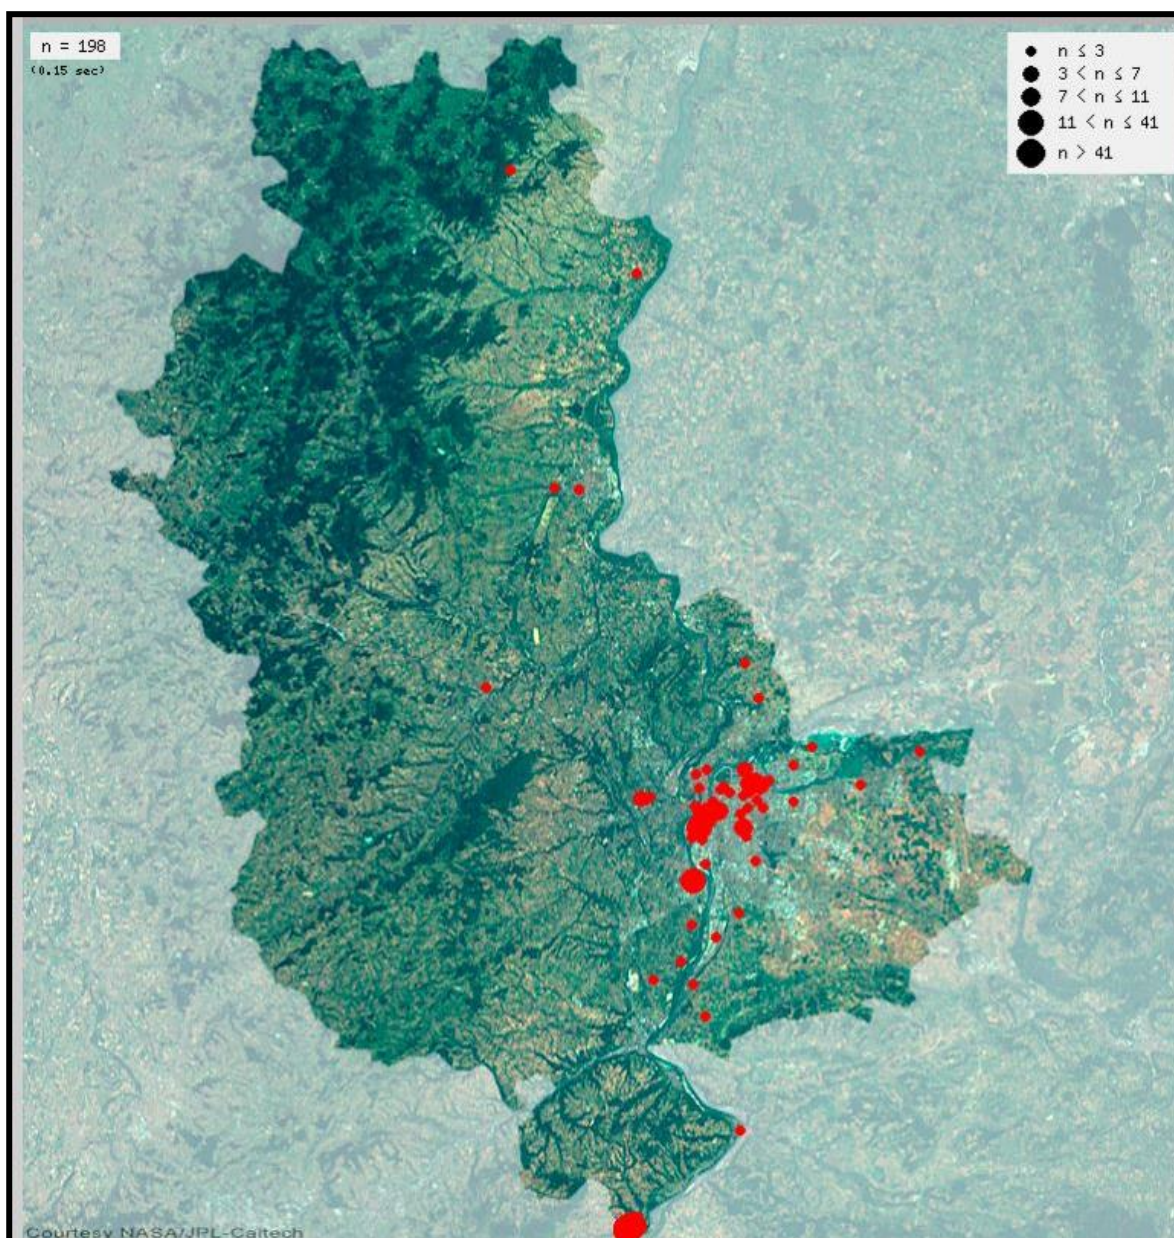 n = 198
(0.15 sec)
n ≤ 3
3 < n ≤ 7
7 < n ≤ 11
11 < n ≤ 41
n > 41
Courtesy NASA/JPL-Caltech